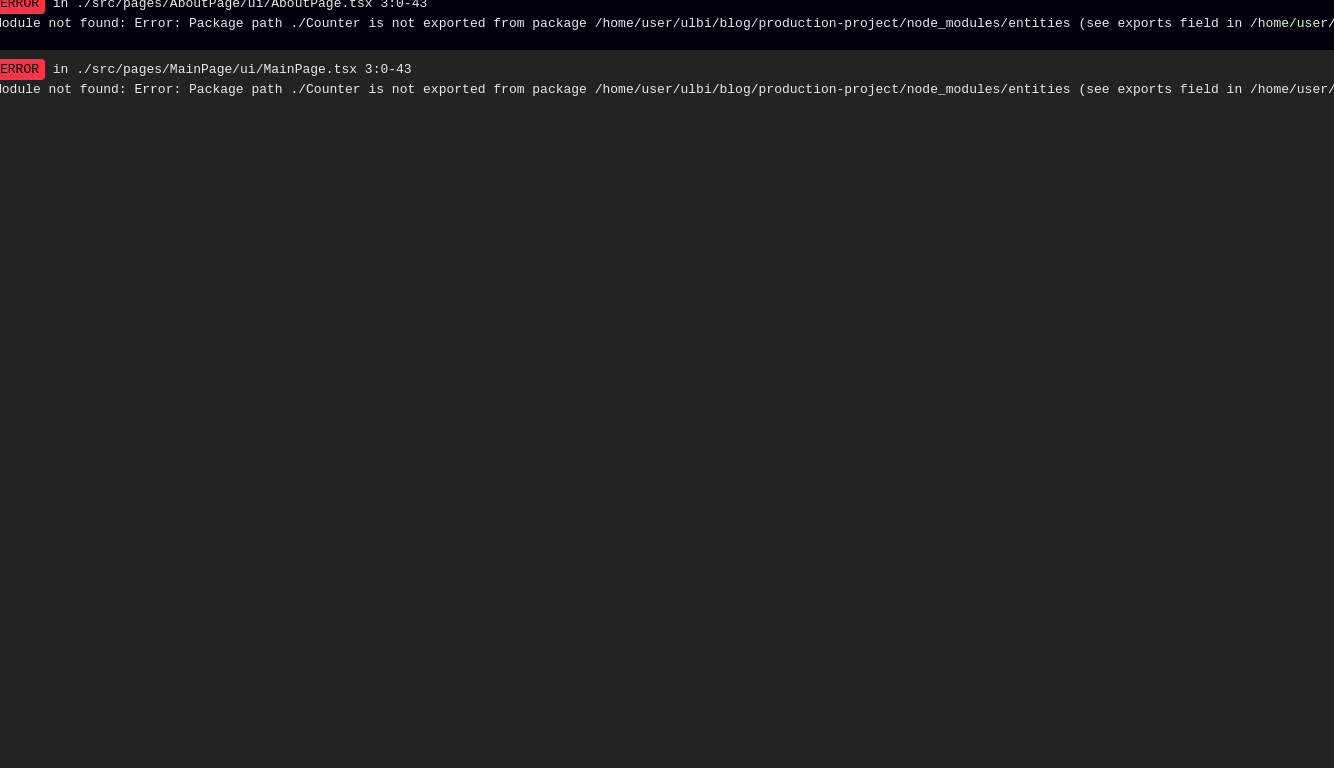 ERROR in ./src/pages/AboutPage/ui/AboutPage.tsx 3:0-43
Module not found: Error: Package path ./Counter is not exported from package /home/user/ulbi/blog/production-project/node_modules/entities (see exports field in /home/user/
ERROR in ./src/pages/MainPage/ui/MainPage.tsx 3:0-43
Module not found: Error: Package path ./Counter is not exported from package /home/user/ulbi/blog/production-project/node_modules/entities (see exports field in /home/user/